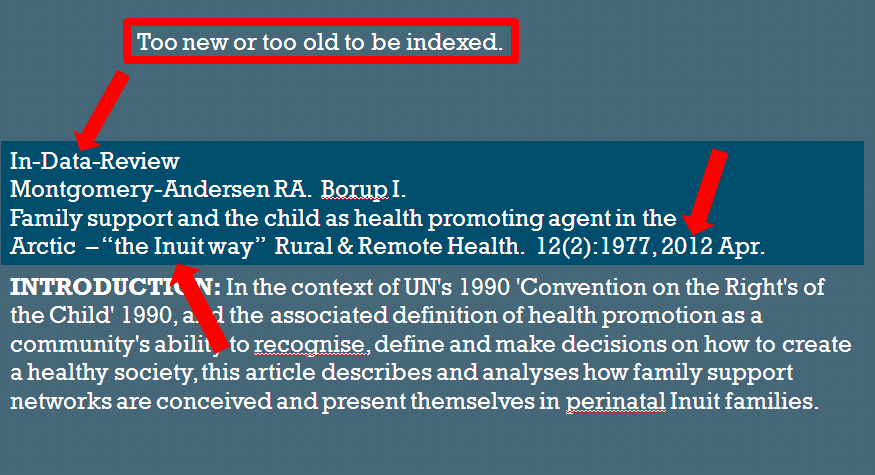 Too new or too old to be indexed.
In-Data-Review
Montgomery-Andersen RA. Borup I.
Family support and the child as health promoting agent in the
Arctic – “the Inuit way” Rural & Remote Health. 12(2):1977, 2012 Apr.
INTRODUCTION: In the context of UN's 1990 'Convention on the Right's of
the Child' 1990, and the associated definition of health promotion as a
community's ability to recognise, define and make decisions on how to create
a healthy society, this article describes and analyses how family support
networks are conceived and present themselves in perinatal Inuit families.